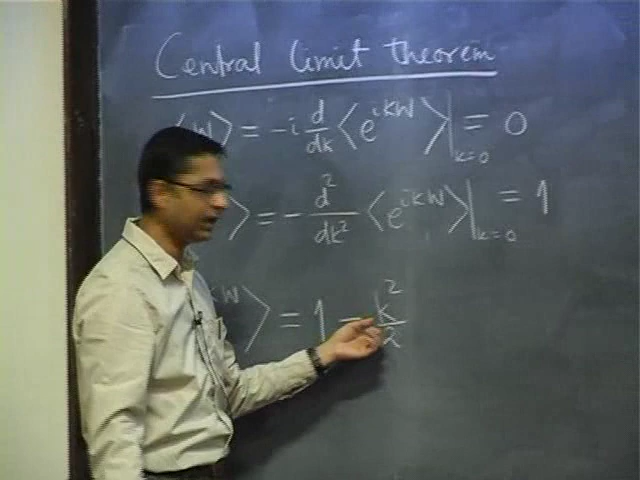 Central limit theorem
⟨W⟩ = -i d/dk ⟨e^{ikW}⟩|_{k=0} = 0
⟩ = - d²/dk² ⟨e^{ikW}⟩|_{k=0} = 1
kW⟩ = 1 - k²/2